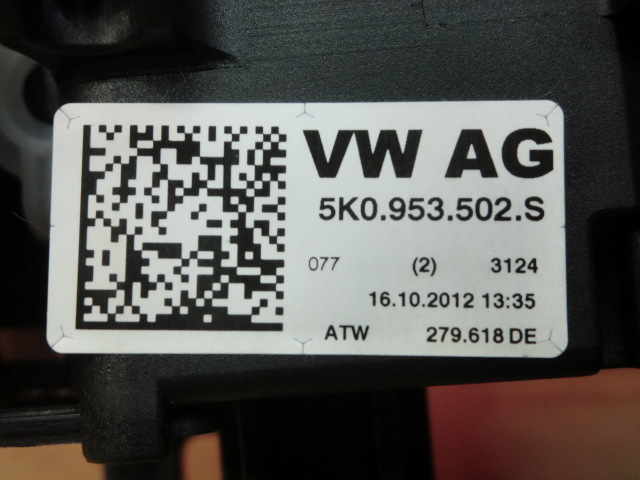 VW AG
5K0.953.502.S
077 (2) 3124
16.10.2012 13:35
ATW 279.618 DE